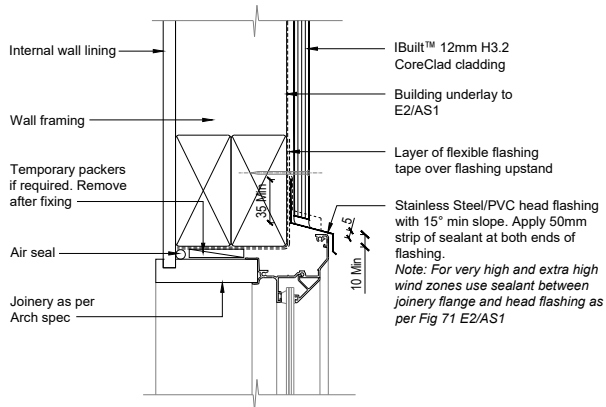 Internal wall lining
Wall framing
Temporary packers
if required. Remove
after fixing
Air seal
Joinery as per
Arch spec
35 Min
5
10 Min
IBuilt™ 12mm H3.2
CoreClad cladding
Building underlay to
E2/AS1
Layer of flexible flashing
tape over flashing upstand
Stainless Steel/PVC head flashing
with 15° min slope. Apply 50mm
strip of sealant at both ends of
flashing.
Note: For very high and extra high
wind zones use sealant between
joinery flange and head flashing as
per Fig 71 E2/AS1